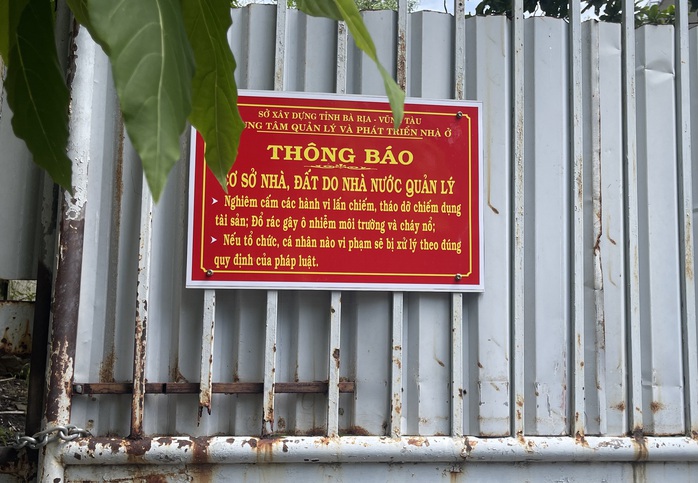 SỞ XÂY DỰNG TỈNH BÀ RỊA - VŨNG TÀU
TÂM QUẢN LÝ VÀ PHÁT TRIỂN NHÀ Ở
THÔNG BÁO
SỞ NHÀ, ĐẤT DO NHÀ NƯỚC QUẢN LÝ
➤ Nghiêm cấm các hành vi lấn chiếm, tháo dỡ chiếm dụng
tài sản; Đổ rác gây ô nhiễm môi trường và cháy nổ;
➤ Nếu tổ chức, cá nhân nào vi phạm sẽ bị xử lý theo đúng
quy định của pháp luật.